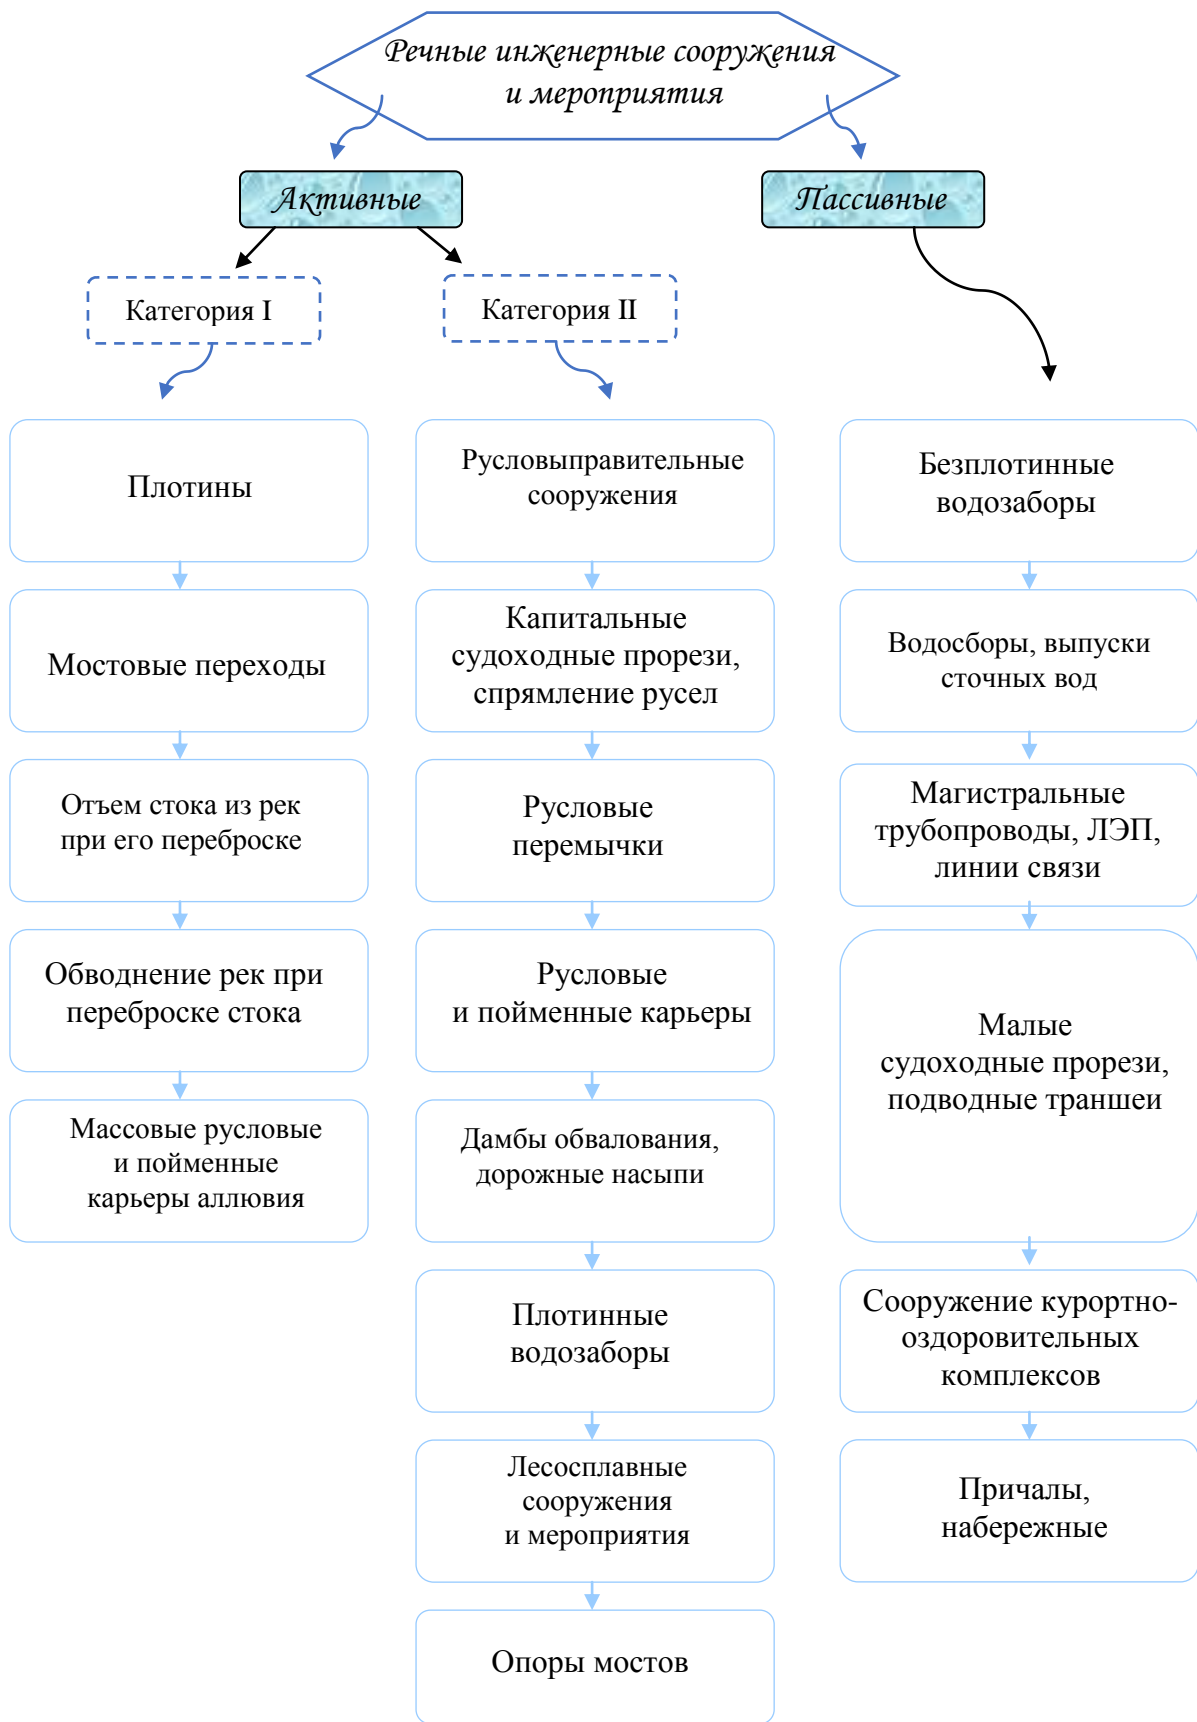 Речные инженерные сооружения
и мероприятия
Активные
Пассивные
Категория I
Категория II
Плотины
Мостовые переходы
Отъем стока из рек
при его переброске
Обводнение рек при
переброске стока
Массовые русловые
и пойменные
карьеры аллювия
Русловыправительные
сооружения
Капитальные
судоходные прорези,
спрямление русел
Русловые
перемычки
Русловые
и пойменные карьеры
Дамбы обвалования,
дорожные насыпи
Плотинные
водозаборы
Лесосплавные
сооружения
и мероприятия
Опоры мостов
Безплотинные
водозаборы
Водосборы, выпуски
сточных вод
Магистральные
трубопроводы, ЛЭП,
линии связи
Малые
судоходные прорези,
подводные траншеи
Сооружение курортно-
оздоровительных
комплексов
Причалы,
набережные